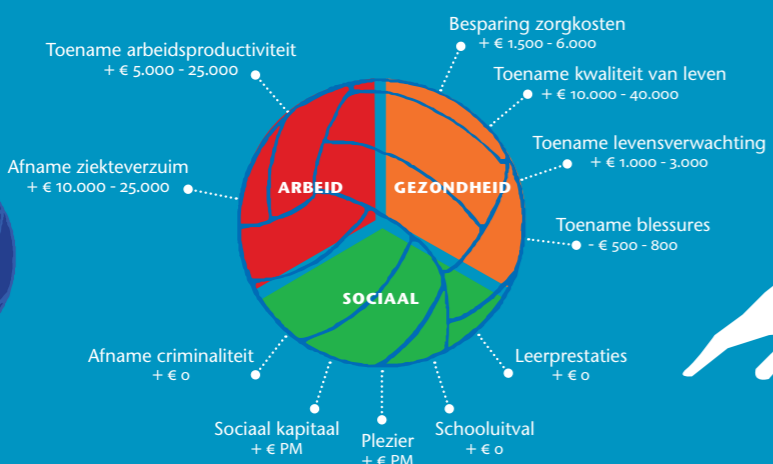 Besparing zorgkosten
+ € 1.500 - 6.000
Toename arbeidsproductiviteit
+ € 5.000 - 25.000
Toename kwaliteit van leven
+ € 10.000 - 40.000
Toename levensverwachting
+ € 1.000 - 3.000
Afname ziekteverzuim
+ € 10.000 - 25.000
ARBEID
GEZONDHEID
Toename blessures
- € 500 - 800
SOCIAAL
Afname criminaliteit
+ € 0
Leerprestaties
+ € 0
Sociaal kapitaal
+ € PM
Plezier
+ € PM
Schooluitval
+ € 0